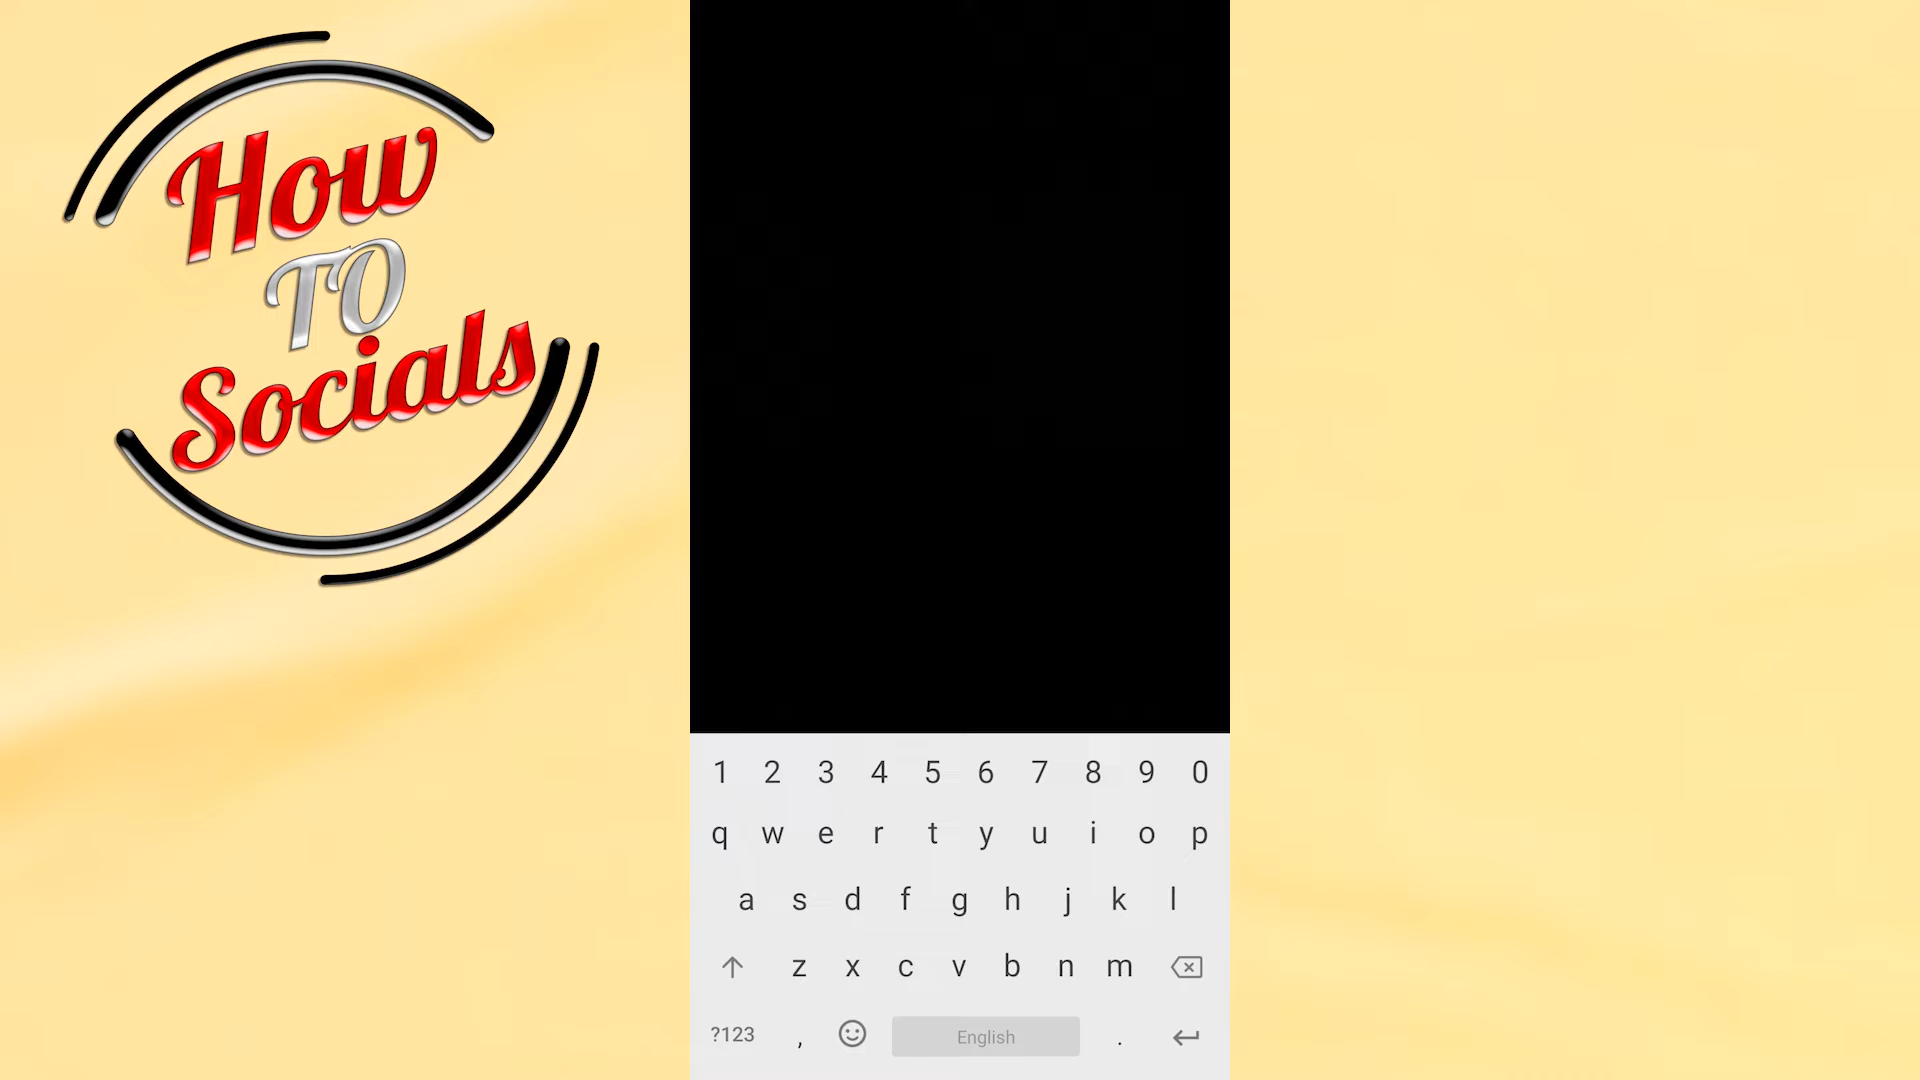 How
TO
Socials
1 2 3 4 5 6 7 8 9 0
q w e r t y u i o p
a s d f g h j k l
z x c v b n m
?123 , English .